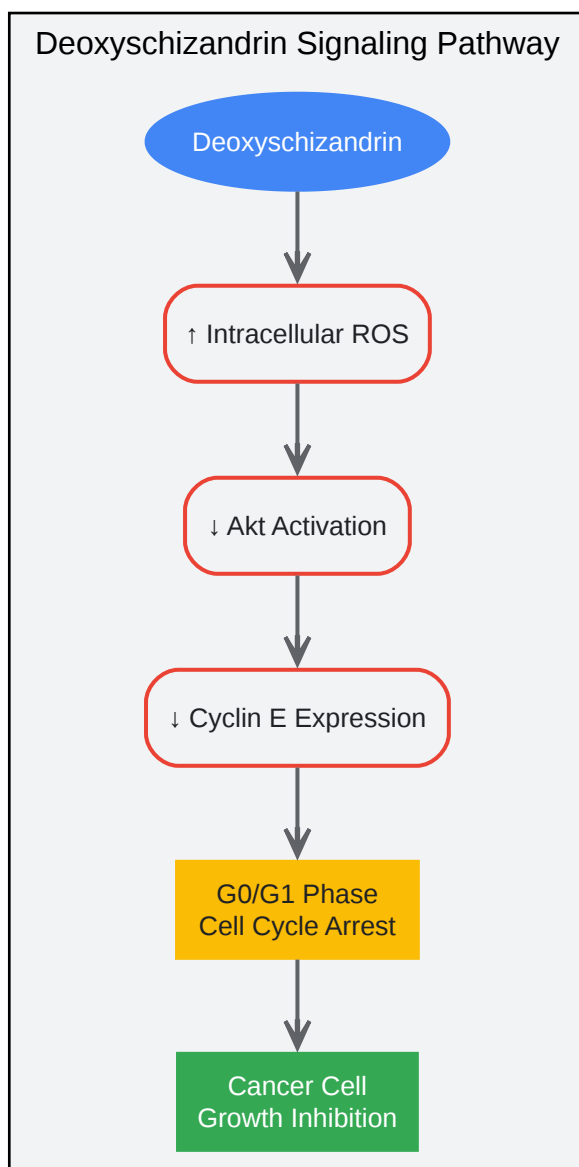 Deoxyschizandrin Signaling Pathway
Deoxyschizandrin
↑ Intracellular ROS
↓ Akt Activation
↓ Cyclin E Expression
G0/G1 Phase
Cell Cycle Arrest
Cancer Cell
Growth Inhibition